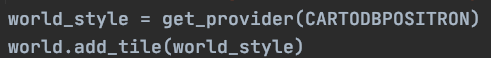 world_style = get_provider(CARTODBPOSITRON)
world.add_tile(world_style)